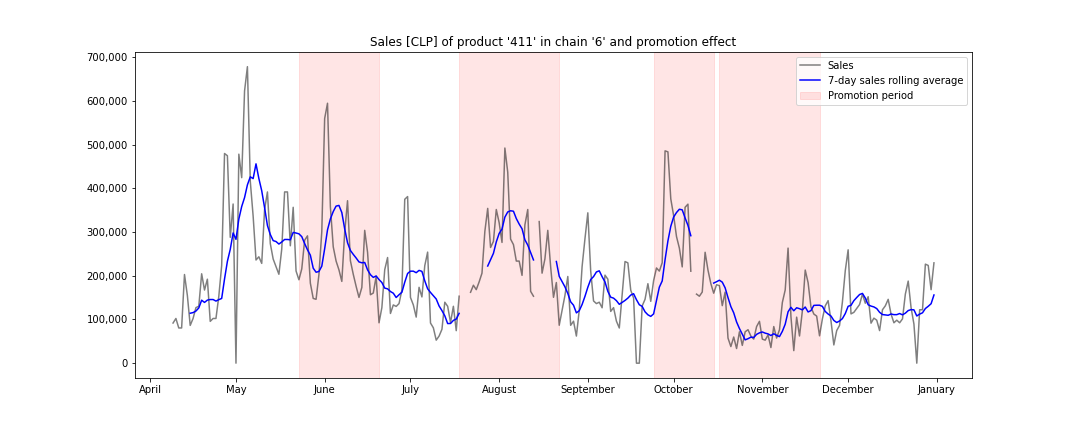 Sales [CLP] of product '411' in chain '6' and promotion effect
700,000
600,000
500,000
400,000
300,000
200,000
100,000
0
Sales
7-day sales rolling average
Promotion period
April May June July August September October November December January